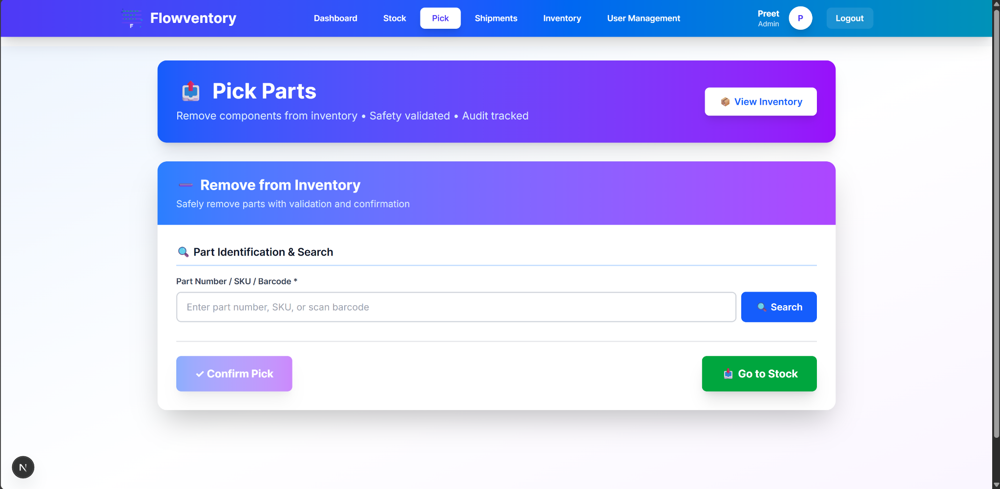 F
Flowventory
Dashboard
Stock
Pick
Shipments
Inventory
User Management
Preet
Admin
P
Logout
Pick Parts
Remove components from inventory • Safety validated • Audit tracked
View Inventory
Remove from Inventory
Safely remove parts with validation and confirmation
Part Identification & Search
Part Number / SKU / Barcode *
Enter part number, SKU, or scan barcode
Search
✓ Confirm Pick
Go to Stock
N